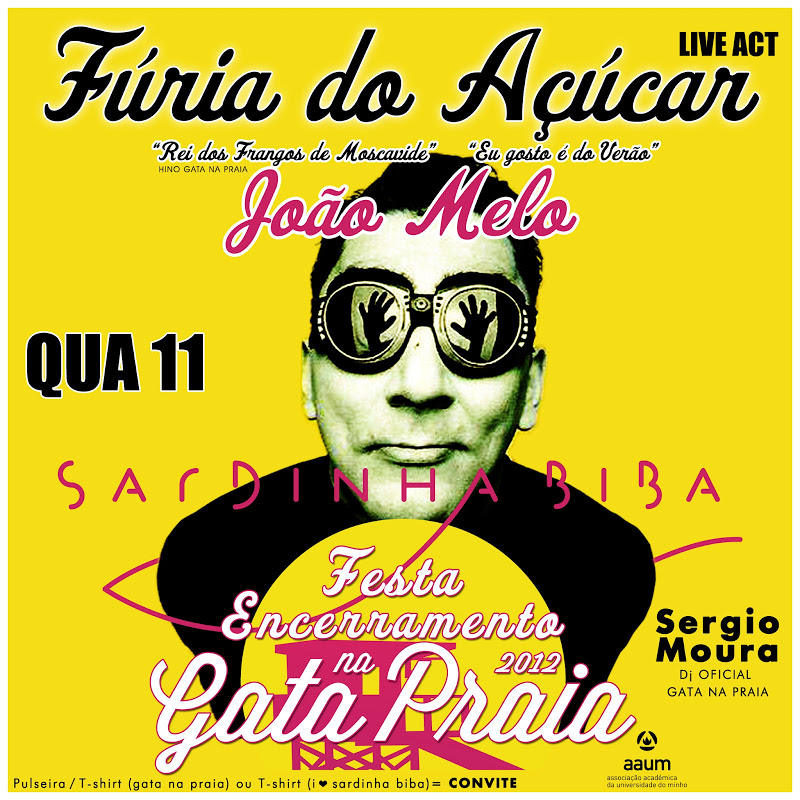 LIVE ACT
Fúria do Açúcar
"Rei dos Frangos de Moscavide" "Eu gosto é do Verão"
HINO GATA NA PRAIA
João Melo
QUA 11
SARDINHA BIBA
Festa
Encerramento
na 2012
Gata Praia
Sergio
Moura
Dj OFICIAL
GATA NA PRAIA
aaum
associação académica
da universidade do minho
Pulseira / T-shirt (gata na praia) ou T-shirt (i ♥ sardinha biba) = CONVITE